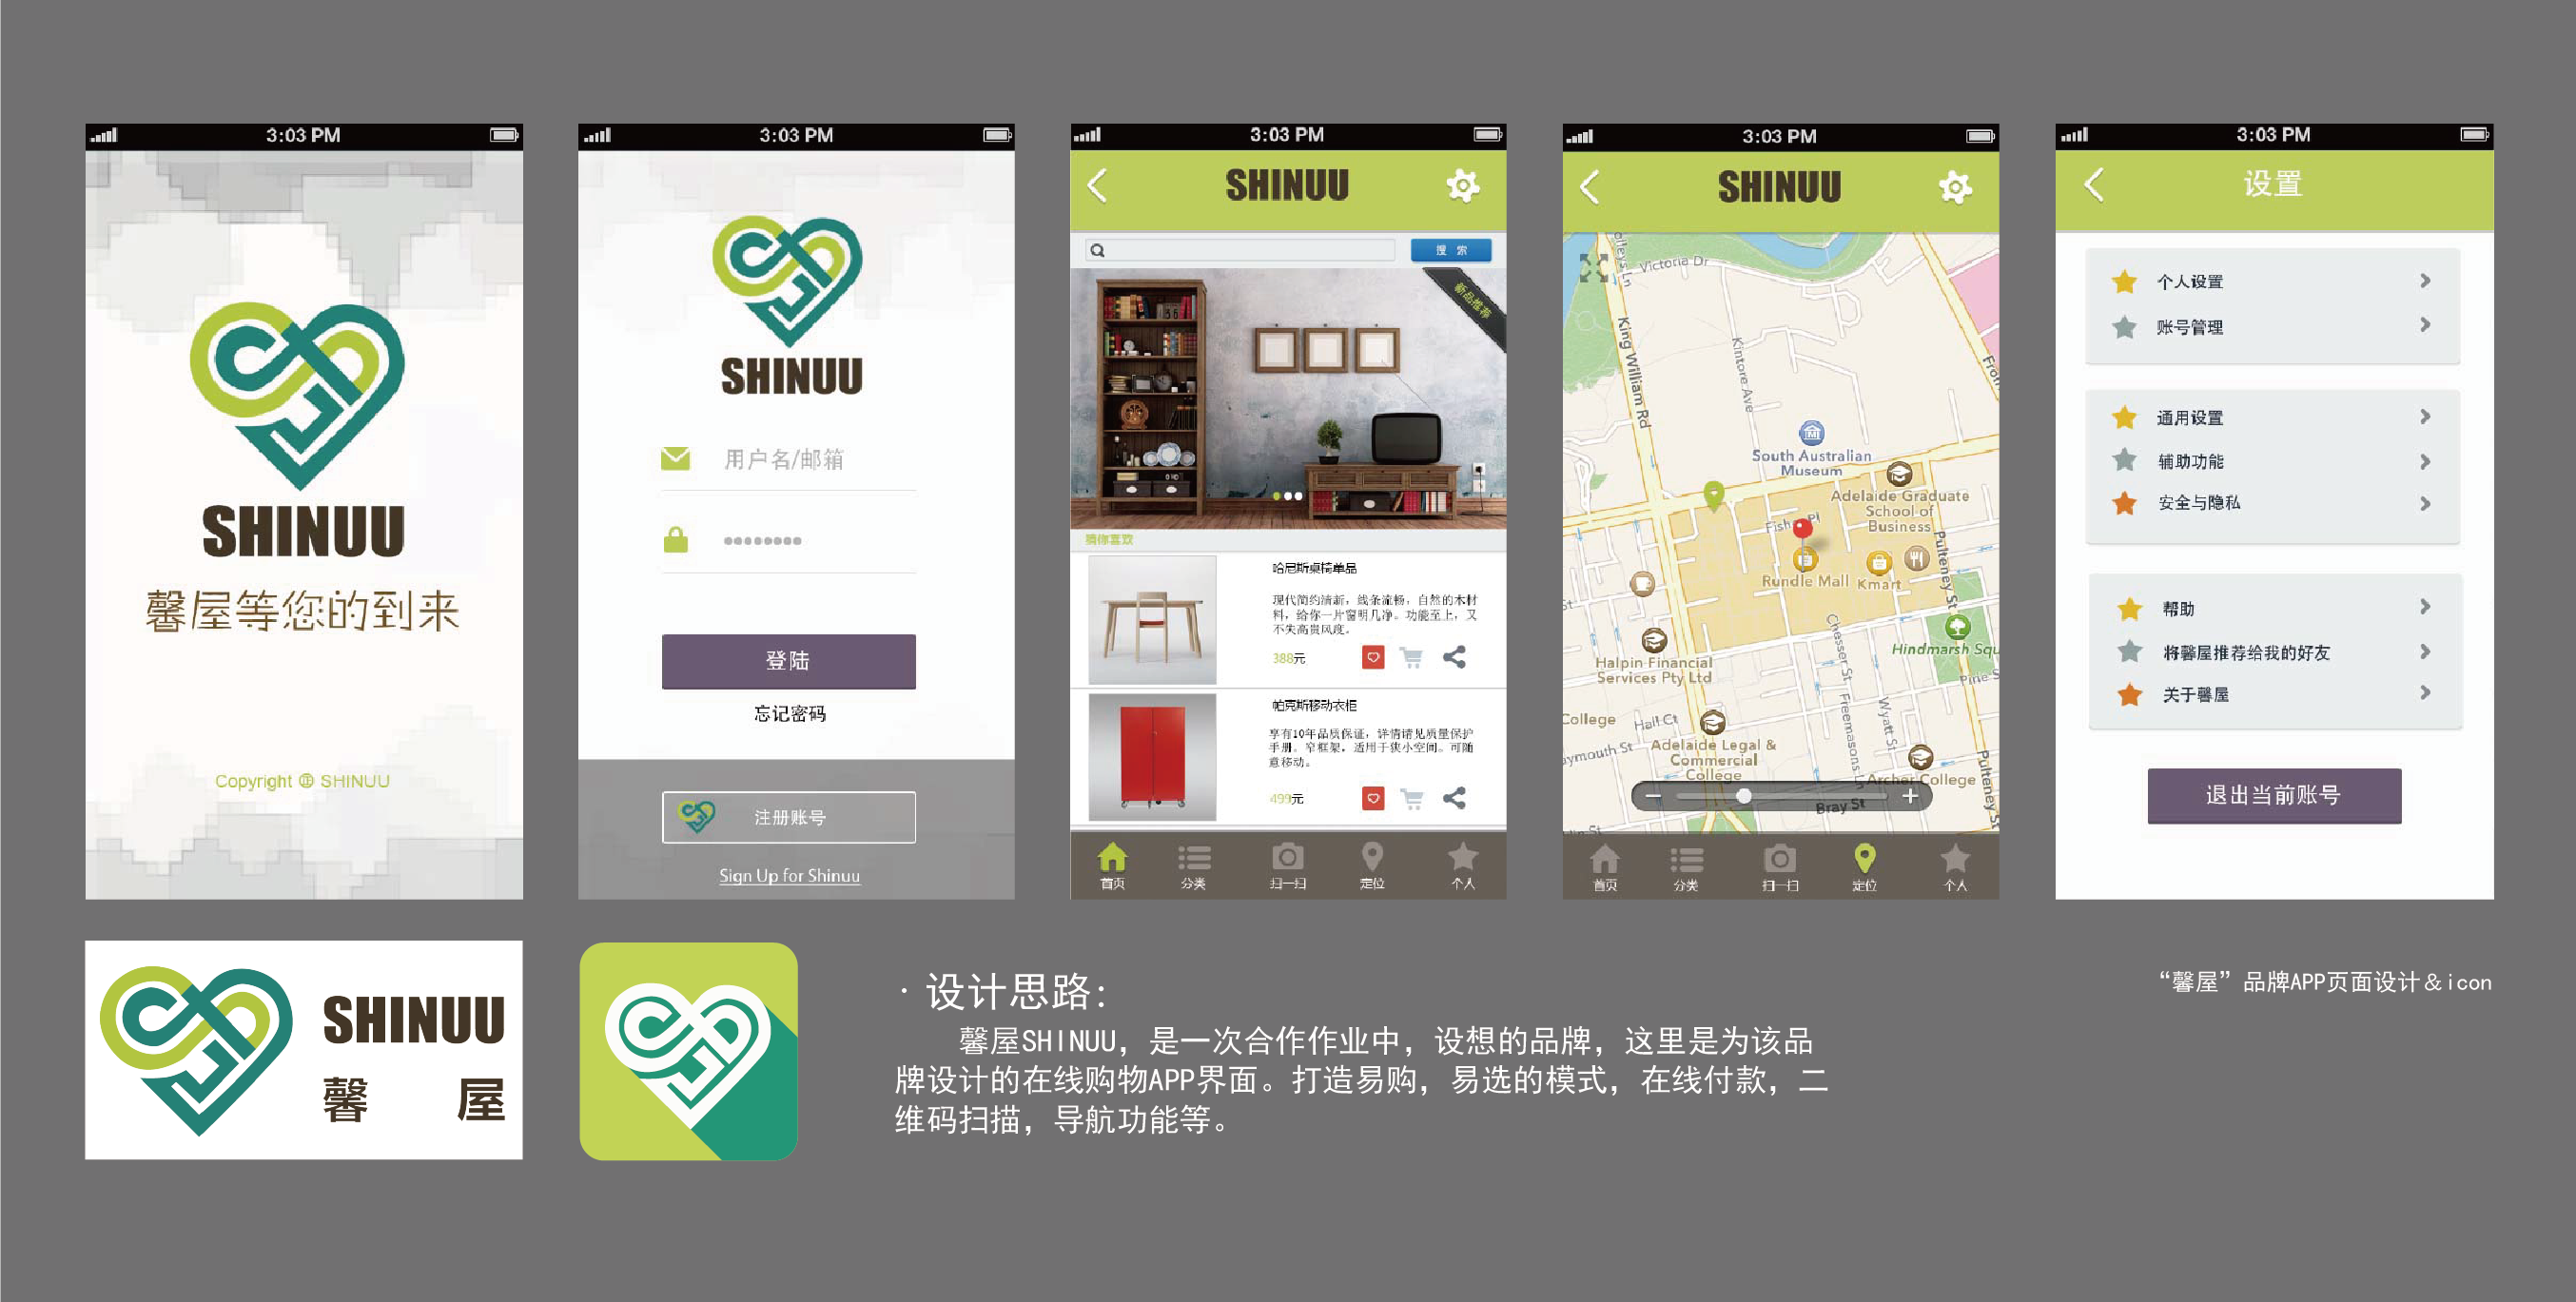 3:03 PM
SHINUU
馨屋等您的到来
Copyright ㊣ SHINUU
3:03 PM
SHINUU
用户名/邮箱
登陆
忘记密码
注册账号
Sign Up for Shinuu
3:03 PM
SHINUU
搜 索
新品推荐
猜你喜欢
哈尼斯桌椅单品
现代简约清新，线条流畅，自然的木材
料，给你一片窗明几净。功能至上，又
不失高贵风度。
388元
帕克斯移动衣柜
享有10年品质保证，详情请见质量保护
手册。窄框架，适用于狭小空间。可随
意移动。
499元
首页
分类
扫一扫
定位
个人
3:03 PM
SHINUU
olleys Ln
Victoria Dr
King William Rd
Kintore Ave
Fron
South Australian
Museum
Adelaide Graduate
School of
Business
Fisher Pl
Rundle Mall
Kmart
Pulteney St
St
Hindmarsh Squ
Halpin Financial
Services Pty Ltd
Chesser St
Pine S
College
Hall Ct
Freemasons L
Wyatt St
ymouth St
Adelaide Legal &
Commercial
College
Archer College
Pulteney S
Bray St
首页
分类
扫一扫
定位
个人
3:03 PM
设置
个人设置
账号管理
通用设置
辅助功能
安全与隐私
帮助
将馨屋推荐给我的好友
关于馨屋
退出当前账号
SHINUU
馨 屋
·设计思路:
馨屋SHINUU，是一次合作作业中，设想的品牌，这里是为该品
牌设计的在线购物APP界面。打造易购，易选的模式，在线付款，二
维码扫描，导航功能等。
“馨屋”品牌APP页面设计＆icon